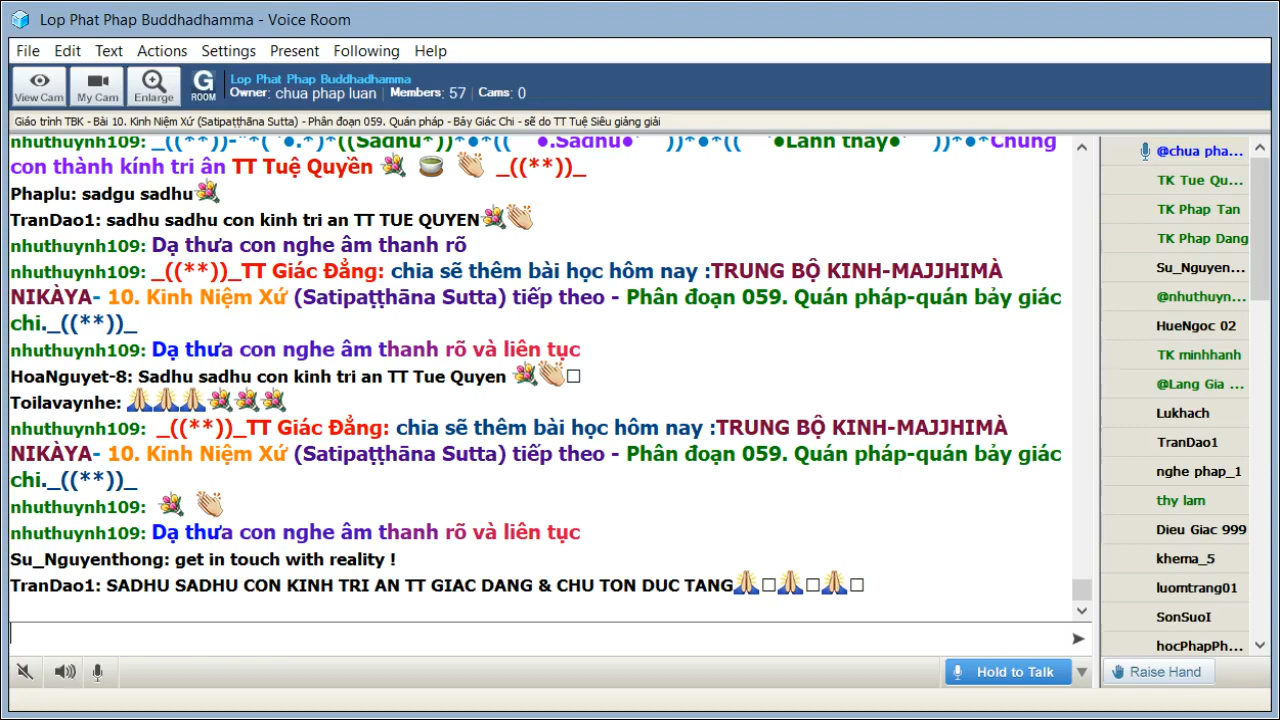 Lop Phat Phap Buddhadhamma - Voice Room
File Edit Text Actions Settings Present Following Help
View Cam My Cam Enlarge G ROOM
Lop Phat Phap Buddhadhamma
Owner: chua phap luan | Members: 57 | Cams: 0
Giáo trình TBK - Bài 10. Kinh Niệm Xứ (Satipaṭṭhāna Sutta) - Phân đoạn 059. Quán pháp - Bảy Giác Chi - sẽ do TT Tuệ Siêu giảng giải
nhuthuynh109: _((**))-"*( ´●.*)*((Sadhu*))*●*(( ●.Sadhu●' ))*●*(( ●Lành thay●' ))*●*Chúng
con thành kính tri ân TT Tuệ Quyền _((**))_
Phaplu: sadgu sadhu
TranDao1: sadhu sadhu con kinh tri an TT TUE QUYEN
nhuthuynh109: Dạ thưa con nghe âm thanh rõ
nhuthuynh109: _((**))_TT Giác Đẳng: chia sẽ thêm bài học hôm nay :TRUNG BỘ KINH-MAJJHIMÀ
NIKÀYA- 10. Kinh Niệm Xứ (Satipaṭṭhāna Sutta) tiếp theo - Phân đoạn 059. Quán pháp-quán bảy giác
chi._((**))_
nhuthuynh109: Dạ thưa con nghe âm thanh rõ và liên tục
HoaNguyet-8: Sadhu sadhu con kinh tri an TT Tue Quyen
Toilavaynhe:
nhuthuynh109: _((**))_TT Giác Đẳng: chia sẽ thêm bài học hôm nay :TRUNG BỘ KINH-MAJJHIMÀ
NIKÀYA- 10. Kinh Niệm Xứ (Satipaṭṭhāna Sutta) tiếp theo - Phân đoạn 059. Quán pháp-quán bảy giác
chi._((**))_
nhuthuynh109:
nhuthuynh109: Dạ thưa con nghe âm thanh rõ và liên tục
Su_Nguyenthong: get in touch with reality !
TranDao1: SADHU SADHU CON KINH TRI AN TT GIAC DANG & CHU TON DUC TANG
@chua pha...
TK Tue Qu...
TK Phap Tan
TK Phap Dang
Su_Nguyen...
@nhuthuyn...
HueNgoc 02
TK minhhanh
@Lang Gia ...
Lukhach
TranDao1
nghe phap_1
thy lam
Dieu Giac 999
khema_5
luomtrang01
SonSuoI
hocPhapPh...
Hold to Talk
Raise Hand